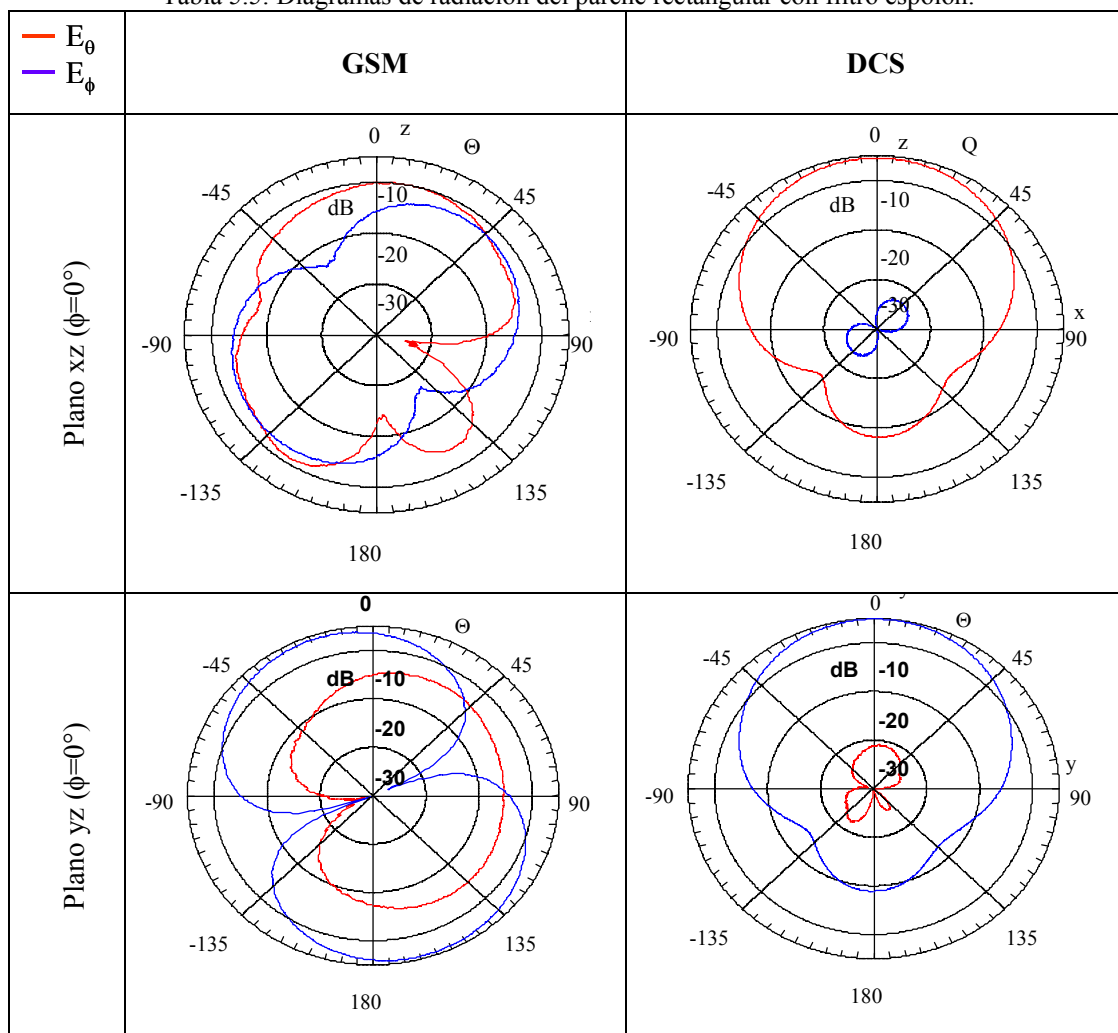 Tabla 5.5: Diagramas de radiación del parche rectangular con filtro espolón.
Eθ
Eϕ
GSM
DCS
Plano xz (ϕ=0°)
0 z Θ
-45 45
dB -10
-20
-30
-90 90
-135 135
180
0 z Q
-45 45
dB -10
-20
-30
x
-90 90
-135 135
180
Plano yz (ϕ=0°)
0
Θ
-45 45
dB -10
-20
-30
-90 90
-135 135
180
0
Θ
-45 45
dB -10
-20
-30
y
-90 90
-135 135
180